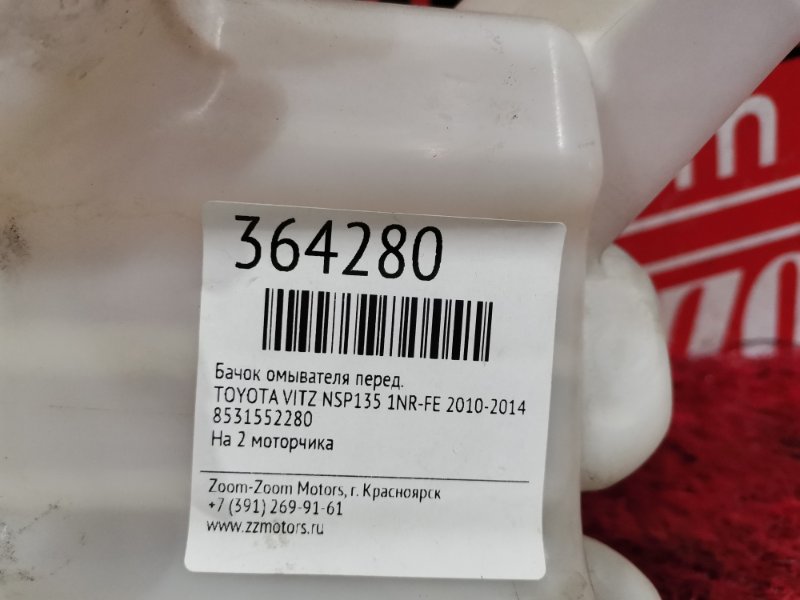 364280
Бачок омывателя перед.
TOYOTA VITZ NSP135 1NR-FE 2010-2014
8531552280
На 2 моторчика
Zoom-Zoom Motors, г. Красноярск
+7 (391) 269-91-61
www.zzmotors.ru